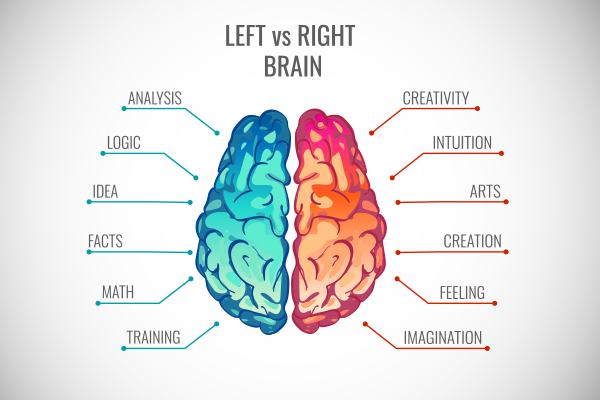 LEFT vs RIGHT
BRAIN
ANALYSIS
LOGIC
IDEA
FACTS
MATH
TRAINING
CREATIVITY
INTUITION
ARTS
CREATION
FEELING
IMAGINATION